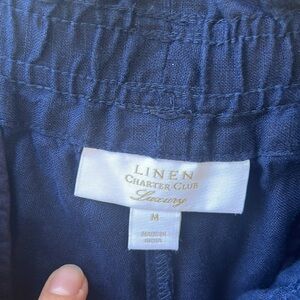 LINEN
CHARTER CLUB
Luxury
M
MADE IN
INDIA